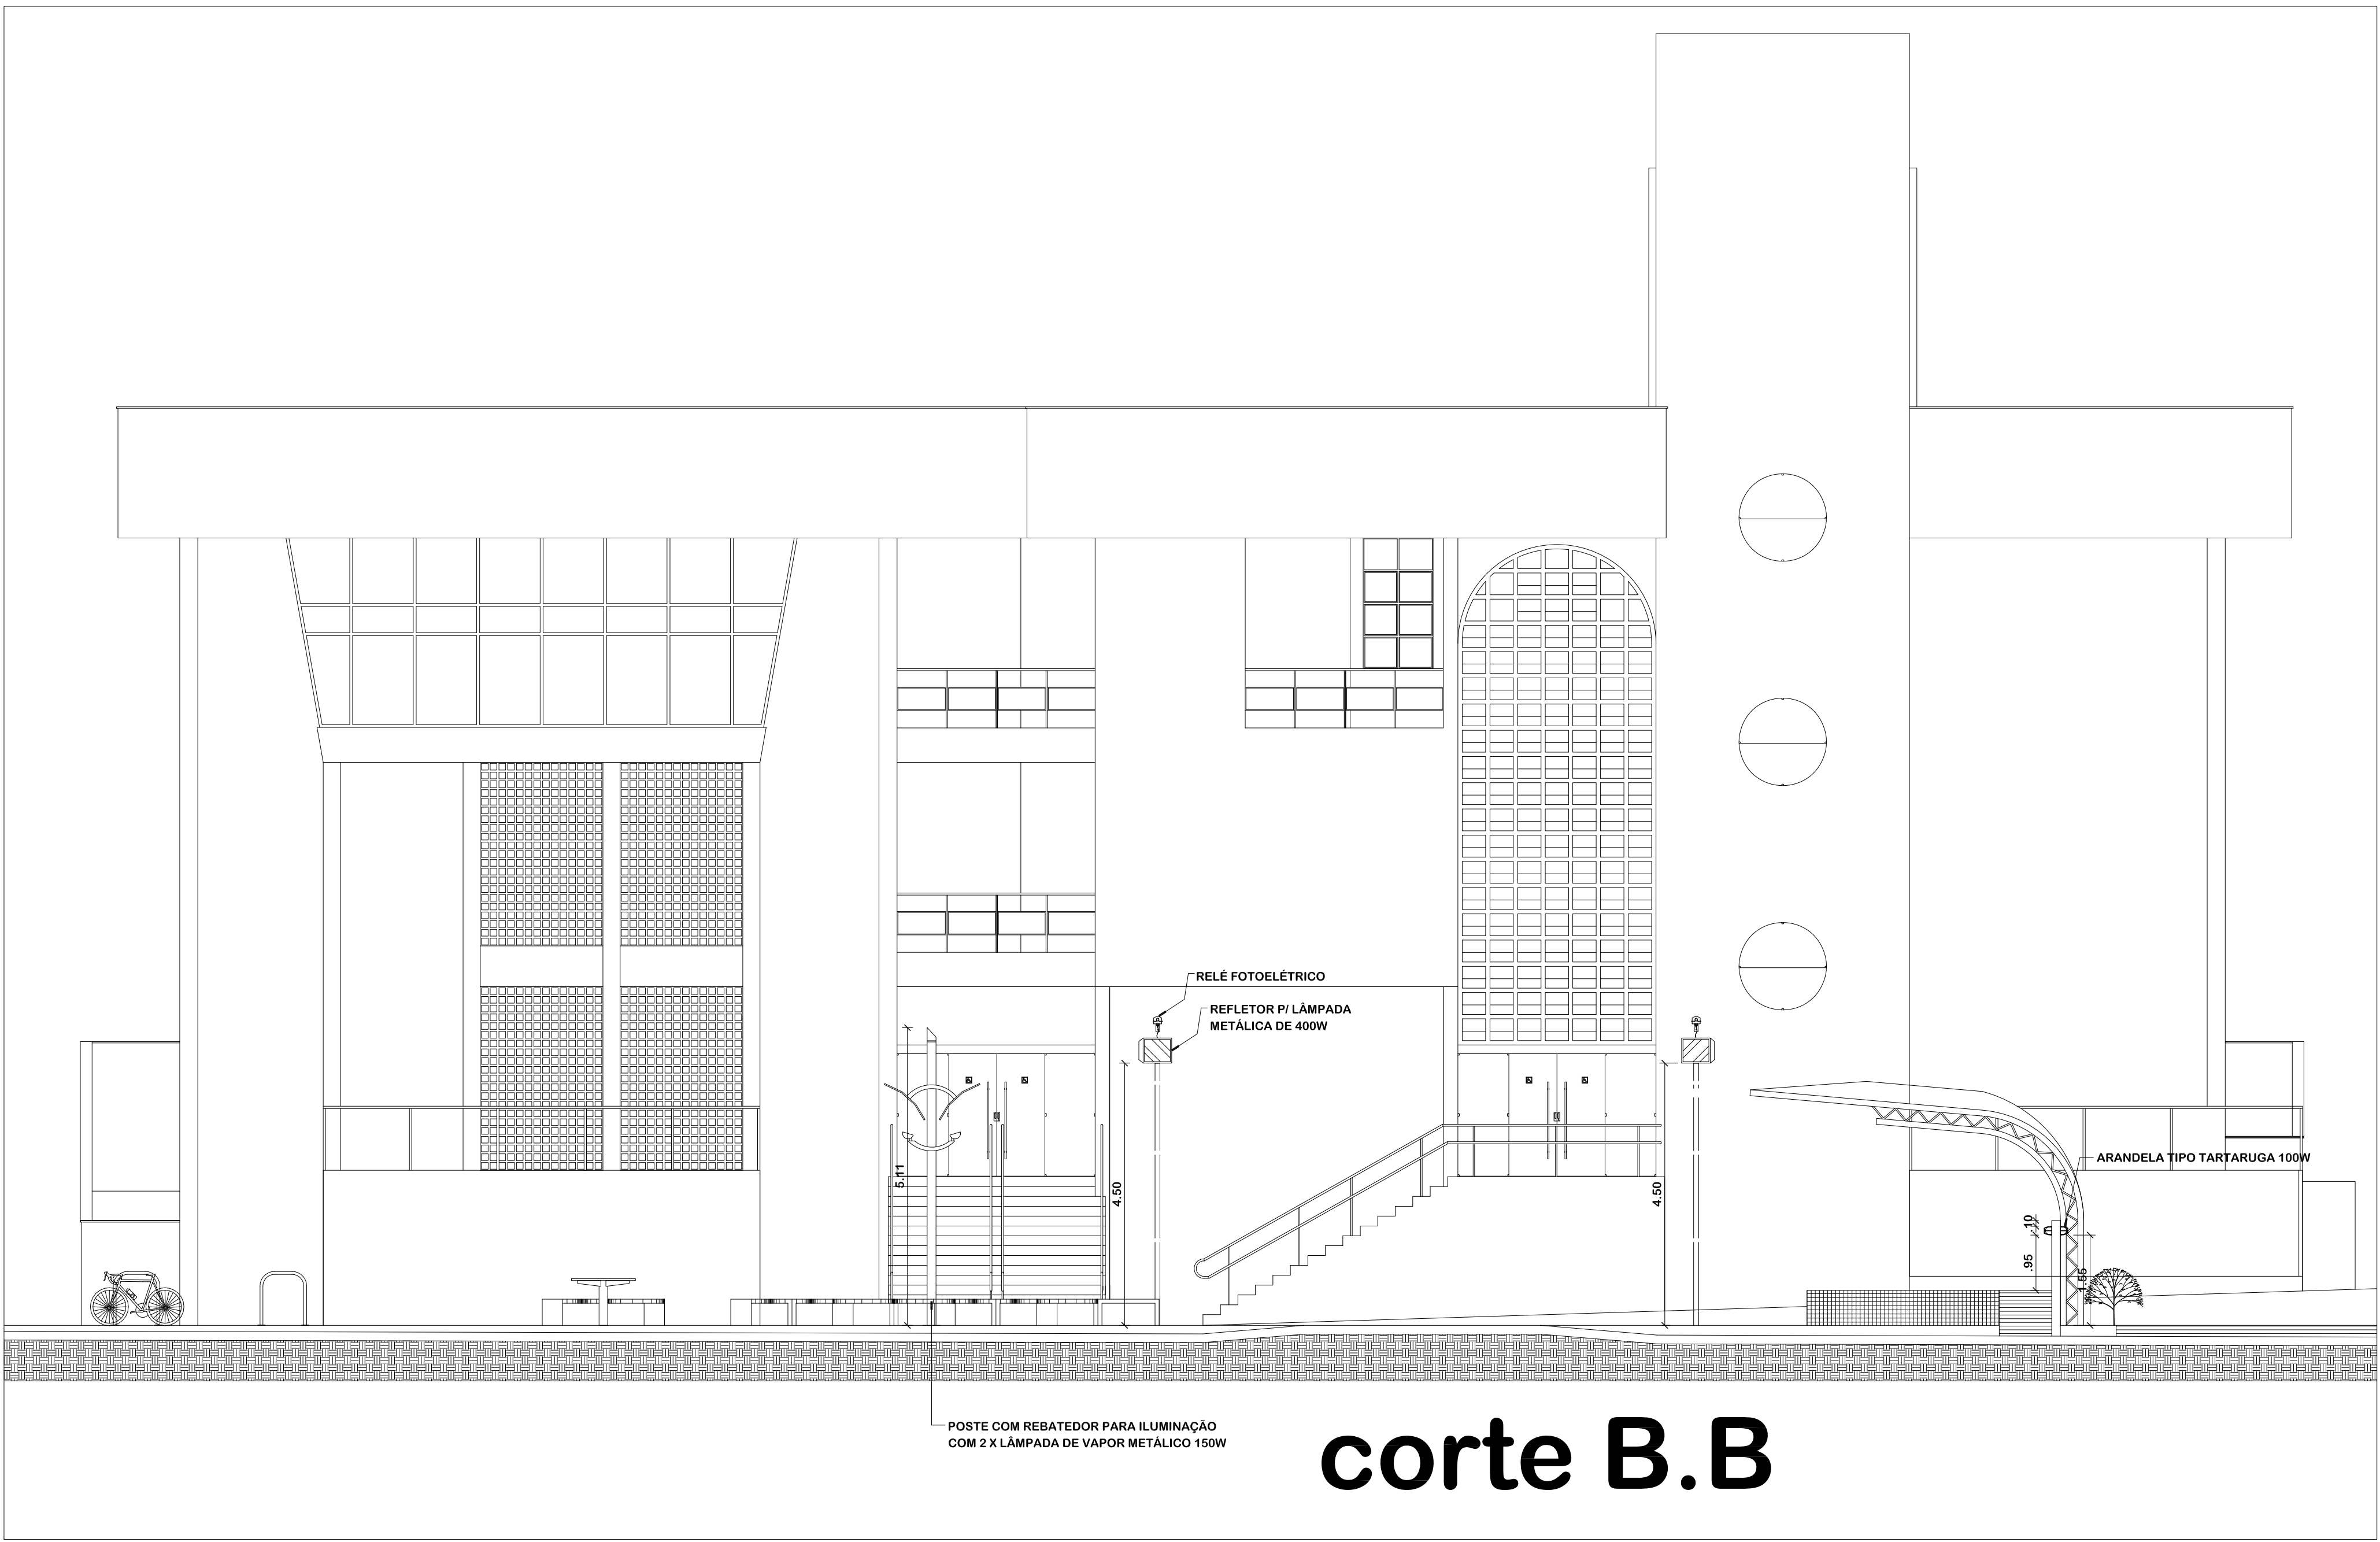 RELÉ FOTOELÉTRICO
REFLETOR P/ LÂMPADA
METÁLICA DE 400W
5.11
4.50
4.50
ARANDELA TIPO TARTARUGA 100W
.10
.95
1.55
POSTE COM REBATEDOR PARA ILUMINAÇÃO
COM 2 X LÂMPADA DE VAPOR METÁLICO 150W
corte B.B